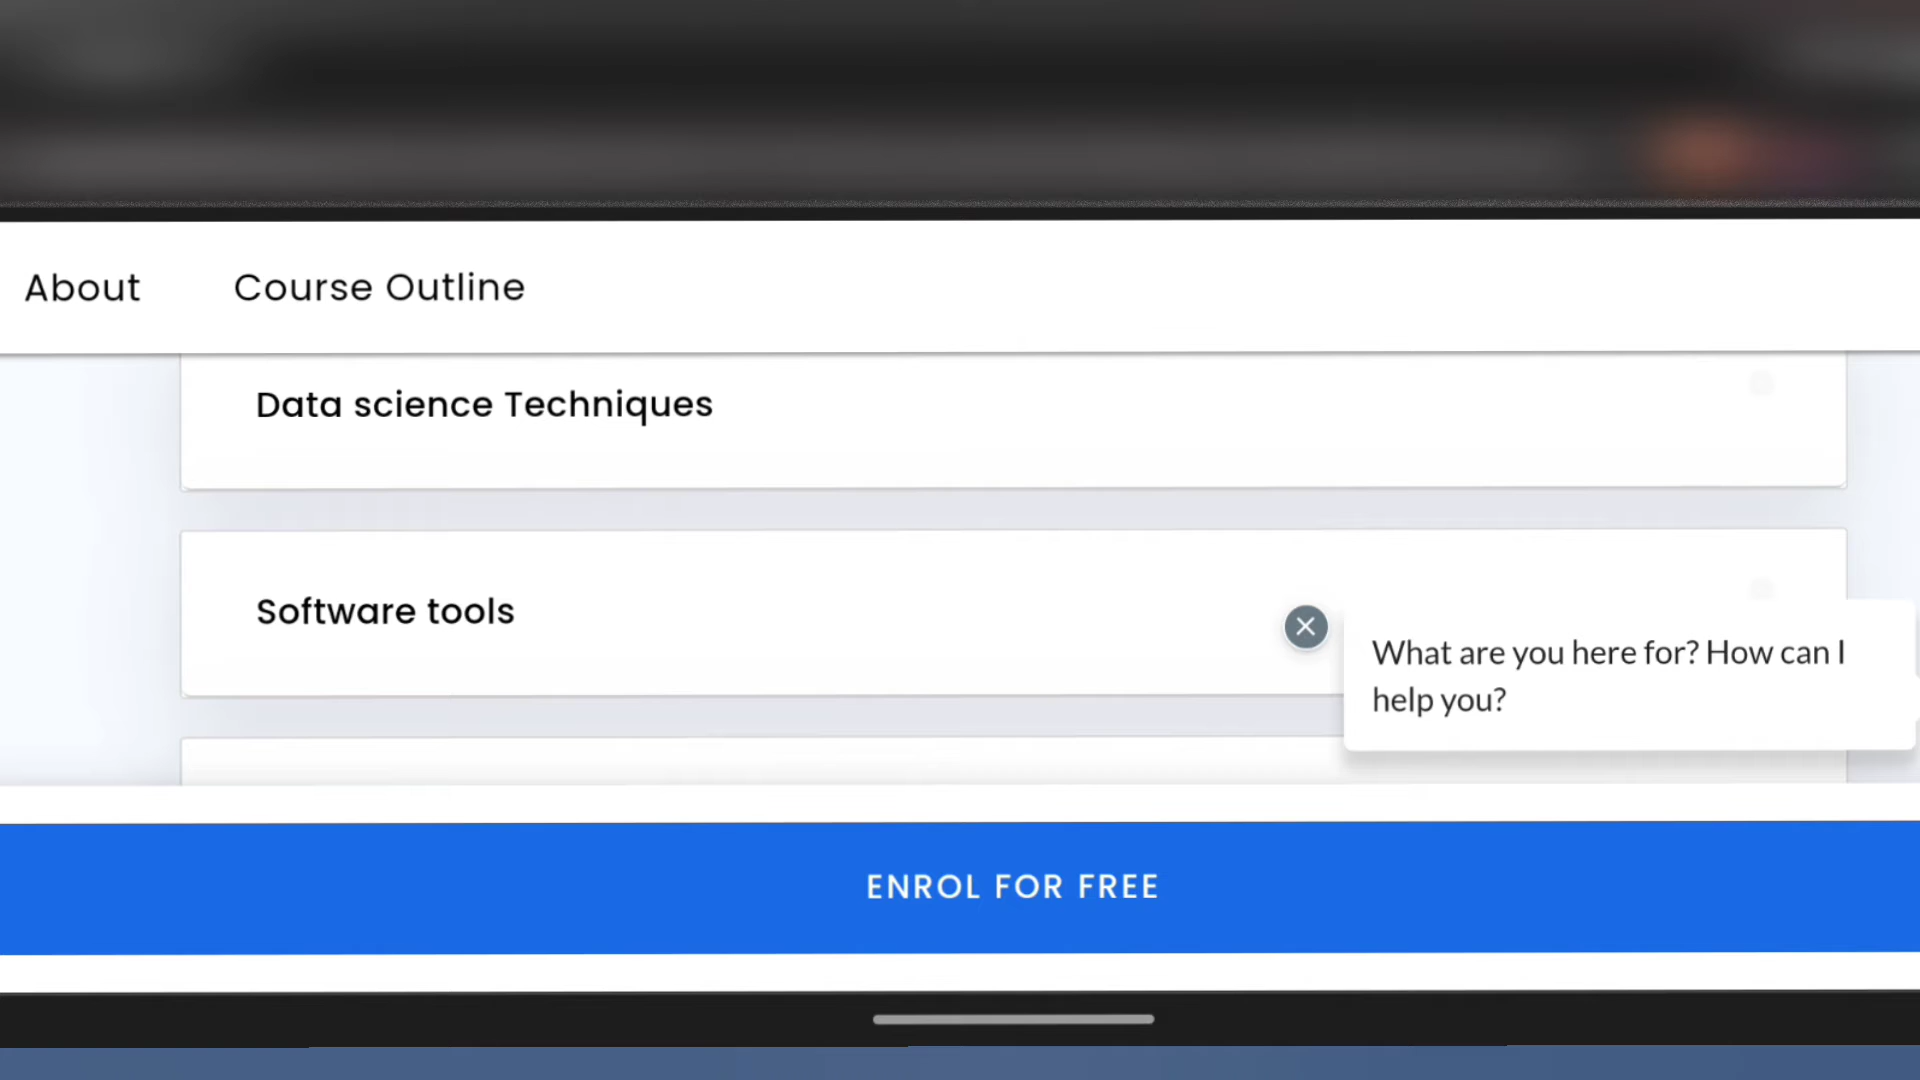 About
Course Outline
Data science Techniques
Software tools
What are you here for? How can I
help you?
ENROL FOR FREE